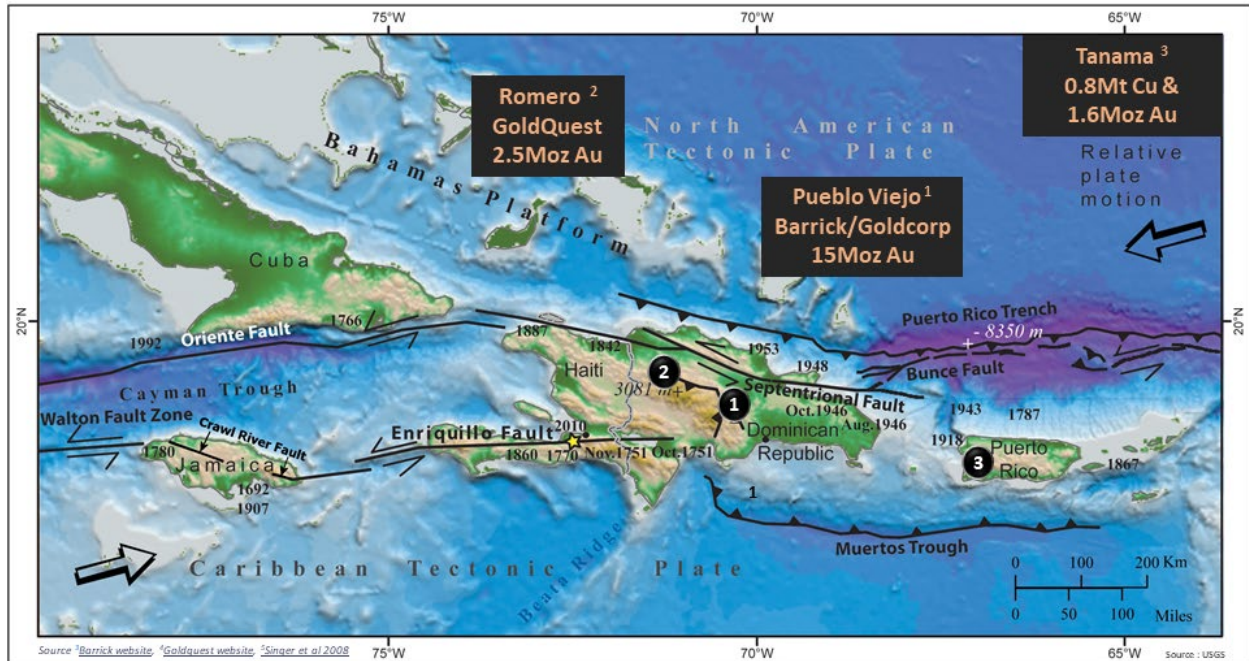 75°W
70°W
65°W
Romero ²
GoldQuest
2.5Moz Au
Tanama ³
0.8Mt Cu &
1.6Moz Au
North American
Tectonic Plate
Relative
plate
motion
Bahamas Platform
Pueblo Viejo¹
Barrick/Goldcorp
15Moz Au
Cuba
20°N
20°N
1766
1992
Oriente Fault
Cayman Trough
Walton Fault Zone
Crawl River Fault
1780
Jamaica
1692
1907
1887
1842
Haiti
2
3081 m+
1
1953
1948
Septentrional Fault
Puerto Rico Trench
+ - 8350 m
Bunce Fault
Oct.1946
Aug.1946
Dominican
Republic
2010
Enriquillo Fault
1860
1770
Nov.1751
Oct.1751
1943
1787
1918
3
Puerto
Rico
1867
1
Muertos Trough
Beata Ridge
Caribbean Tectonic Plate
0 100 200 Km
0 50 100 Miles
Source ³Barrick website, ⁴Goldquest website, ⁵Singer et al 2008
75°W
70°W
65°W
Source : USGS